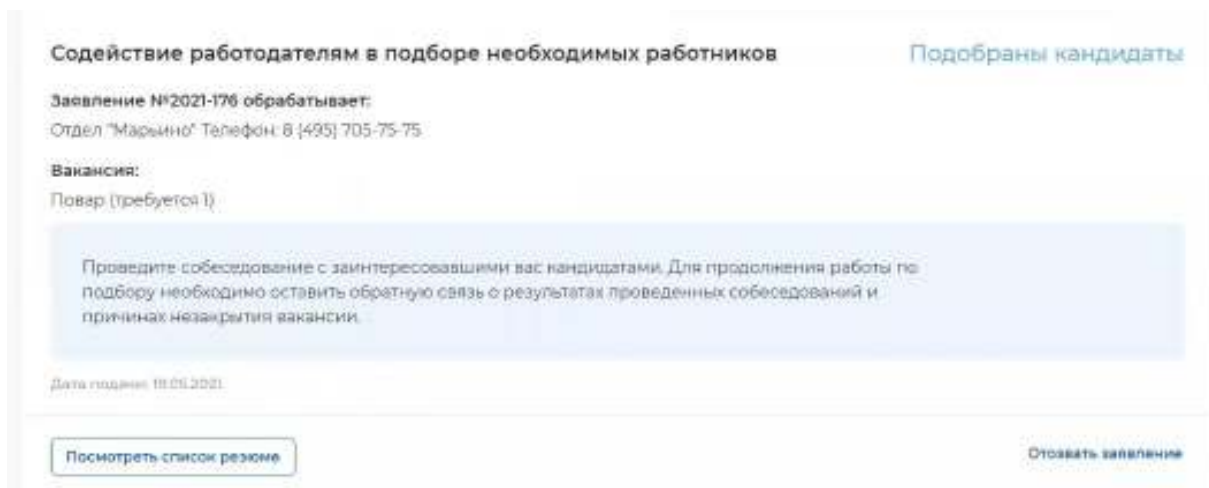 Содействие работодателям в подборе необходимых работников
Подобраны кандидаты
Заявление №2021-176 обрабатывает:
Отдел "Марьино" Телефон: 8 (495) 705-75-75
Вакансия:
Повар (требуется 1)
Проведите собеседование с заинтересовавшими вас кандидатами. Для продолжения работы по
подбору необходимо оставить обратную связь о результатах проведенных собеседований и
причинах незакрытия вакансии.
Дата подачи:
Посмотреть список резюме
Отозвать заявление